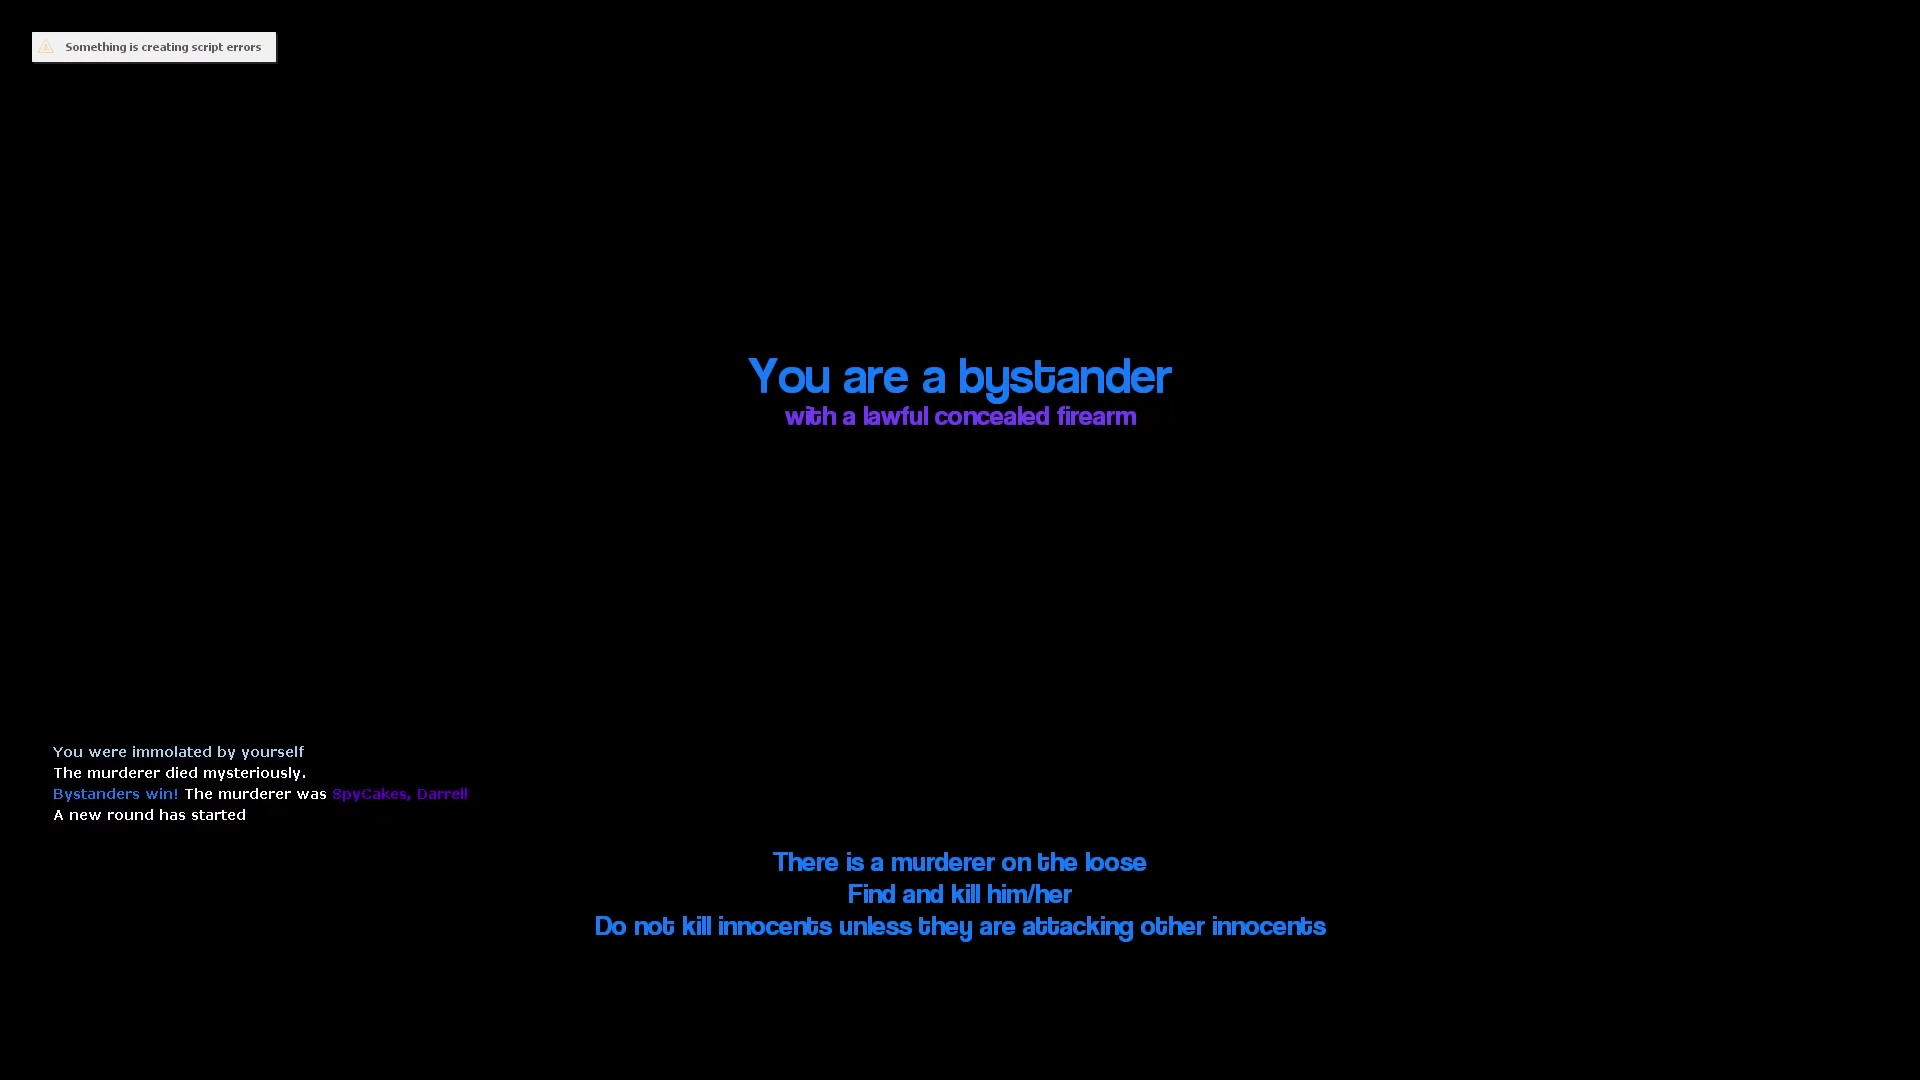 Something is creating script errors
You are a bystander
with a lawful concealed firearm
You were immolated by yourself
The murderer died mysteriously.
Bystanders win! The murderer was SpyCakes, Darrell
A new round has started
There is a murderer on the loose
Find and kill him/her
Do not kill innocents unless they are attacking other innocents